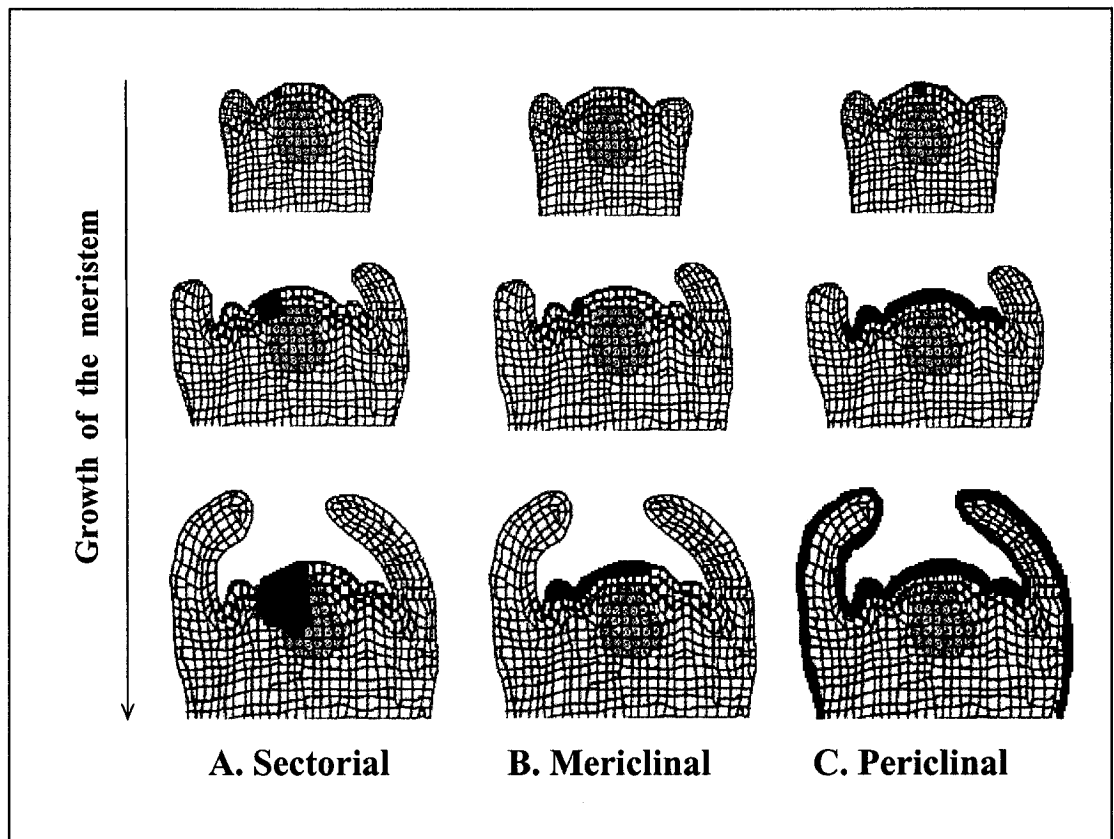 Growth of the meristem
A. Sectorial
B. Mericlinal
C. Periclinal